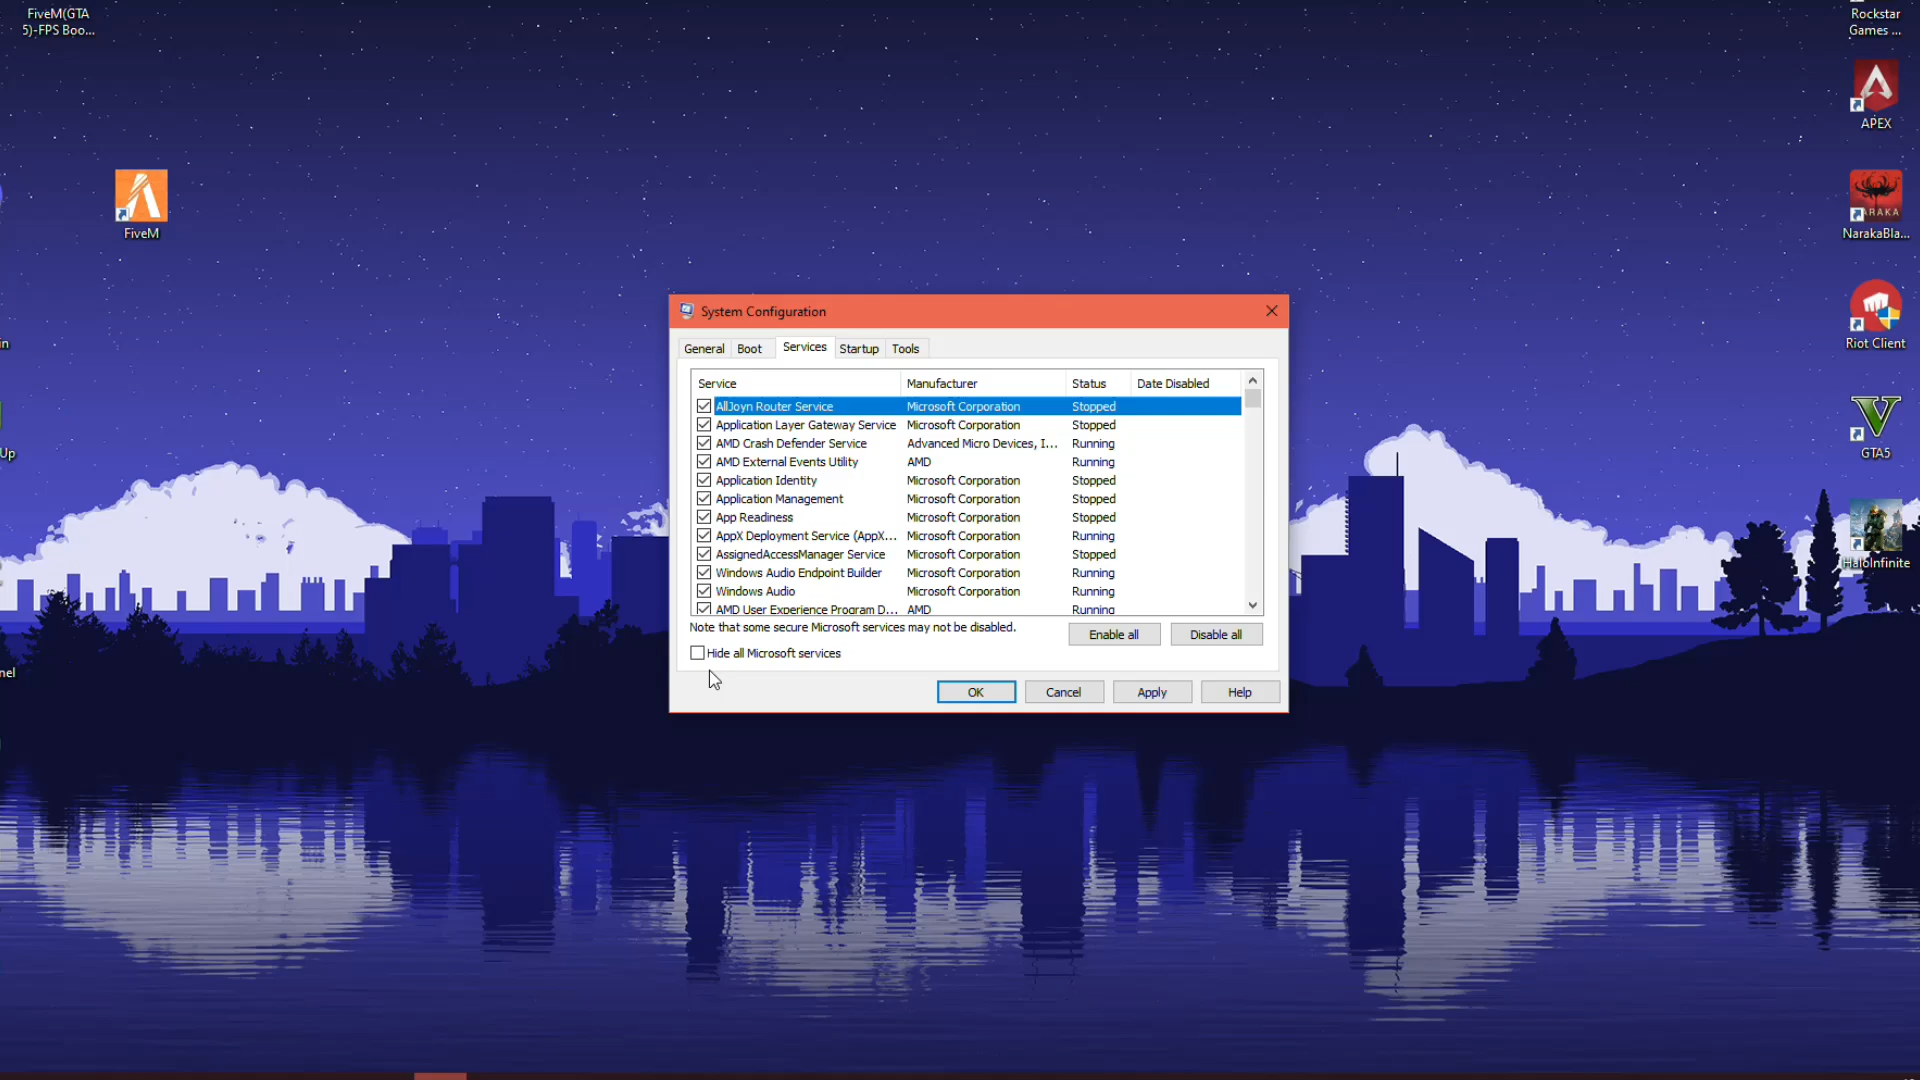 FiveM(GTA
5)-FPS Boo...
Rockstar
Games ...
APEX
FiveM
NARAKA
NarakaBla...
Riot Client
GTA5
HaloInfinite
in
Up
nel
System Configuration
General Boot Services Startup Tools
Service Manufacturer Status Date Disabled
AllJoyn Router Service Microsoft Corporation Stopped
Application Layer Gateway Service Microsoft Corporation Stopped
AMD Crash Defender Service Advanced Micro Devices, I... Running
AMD External Events Utility AMD Running
Application Identity Microsoft Corporation Stopped
Application Management Microsoft Corporation Stopped
App Readiness Microsoft Corporation Stopped
AppX Deployment Service (AppX... Microsoft Corporation Running
AssignedAccessManager Service Microsoft Corporation Stopped
Windows Audio Endpoint Builder Microsoft Corporation Running
Windows Audio Microsoft Corporation Running
AMD User Experience Program D... AMD Running
Note that some secure Microsoft services may not be disabled.
Enable all Disable all
Hide all Microsoft services
OK Cancel Apply Help